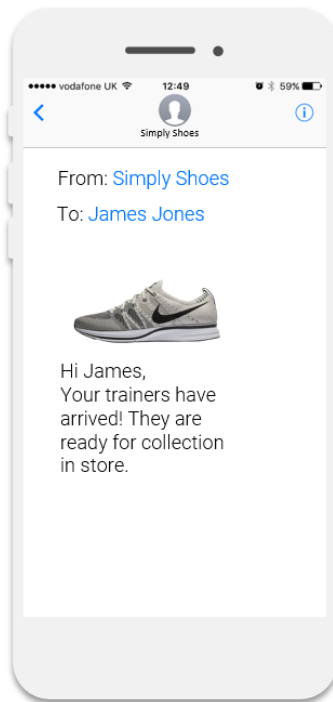 vodafone UK 12:49 59%
Simply Shoes
From: Simply Shoes
To: James Jones
Hi James,
Your trainers have
arrived! They are
ready for collection
in store.